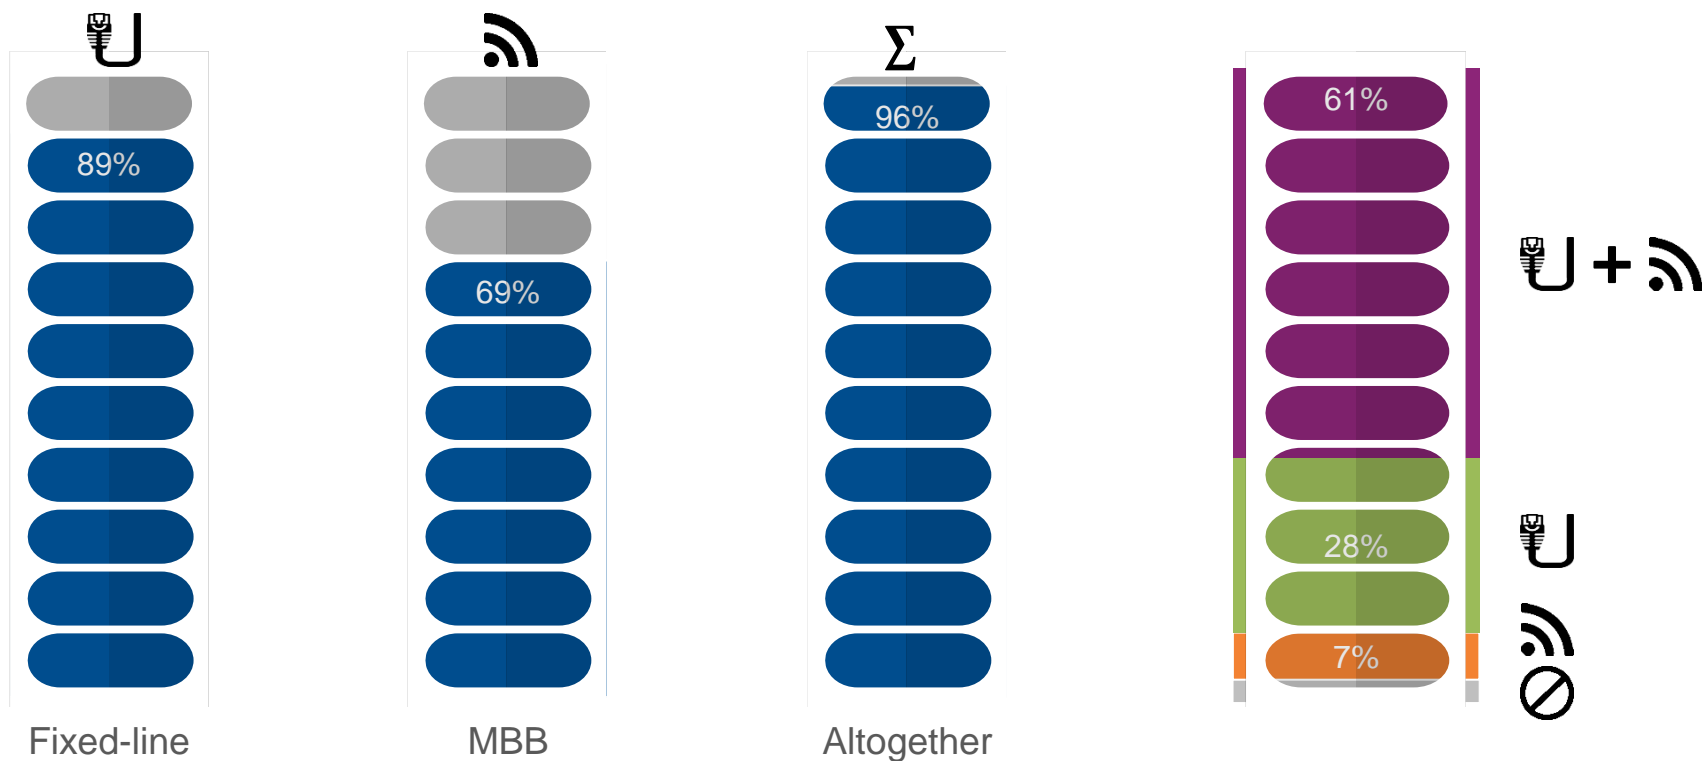 Σ
89%
69%
96%
61%
28%
7%
Fixed-line
MBB
Altogether